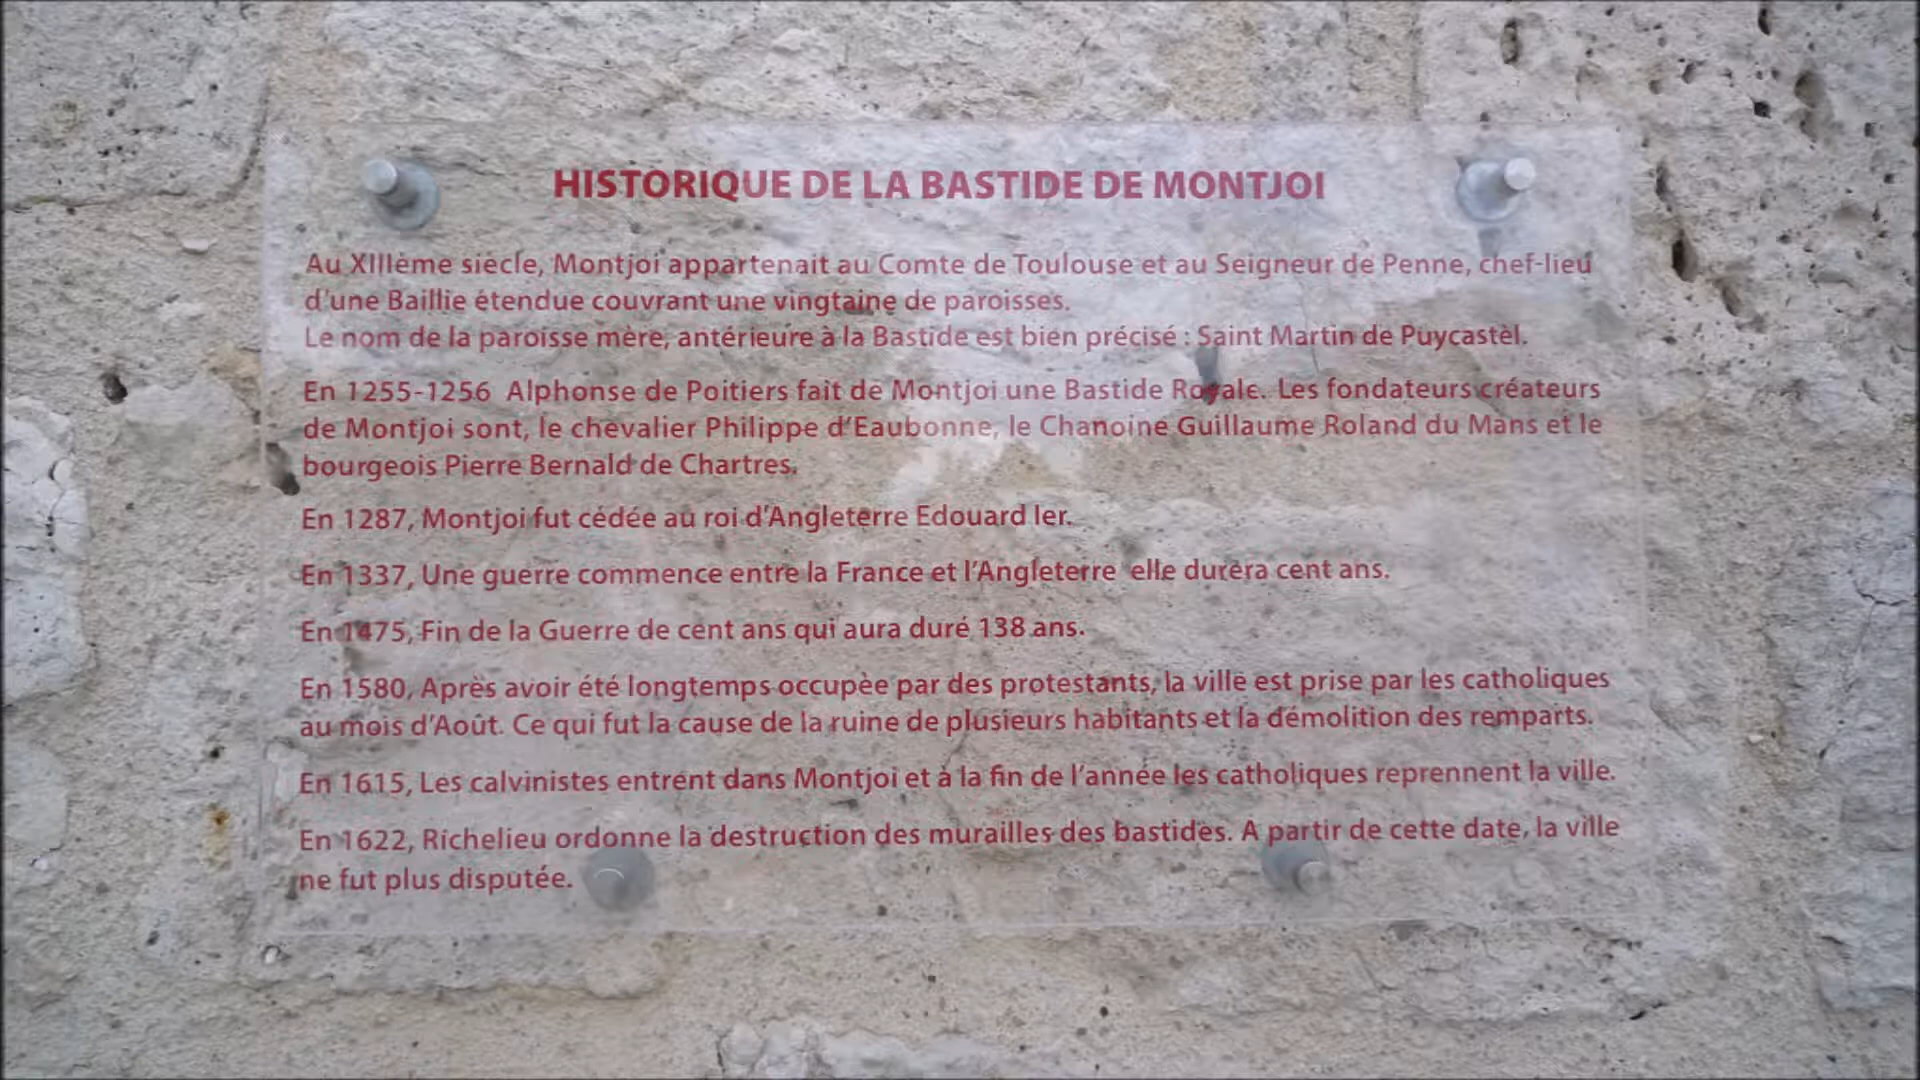 HISTORIQUE DE LA BASTIDE DE MONTJOI
Au XIIIème siècle, Montjoi appartenait au Comte de Toulouse et au Seigneur de Penne, chef-lieu
d'une Baillie étendue couvrant une vingtaine de paroisses.
Le nom de la paroisse mère, antérieure à la Bastide est bien précisé : Saint Martin de Puycastèl.
En 1255-1256 Alphonse de Poitiers fait de Montjoi une Bastide Royale. Les fondateurs créateurs
de Montjoi sont, le chevalier Philippe d'Eaubonne, le Chanoine Guillaume Roland du Mans et le
bourgeois Pierre Bernald de Chartres.
En 1287, Montjoi fut cédée au roi d'Angleterre Edouard Ier.
En 1337, Une guerre commence entre la France et l'Angleterre elle durera cent ans.
En 1475, Fin de la Guerre de cent ans qui aura duré 138 ans.
En 1580, Après avoir été longtemps occupèe par des protestants, la ville est prise par les catholiques
au mois d'Août. Ce qui fut la cause de la ruine de plusieurs habitants et la démolition des remparts.
En 1615, Les calvinistes entrent dans Montjoi et à la fin de l'année les catholiques reprennent la ville.
En 1622, Richelieu ordonne la destruction des murailles des bastides. A partir de cette date, la ville
ne fut plus disputée.